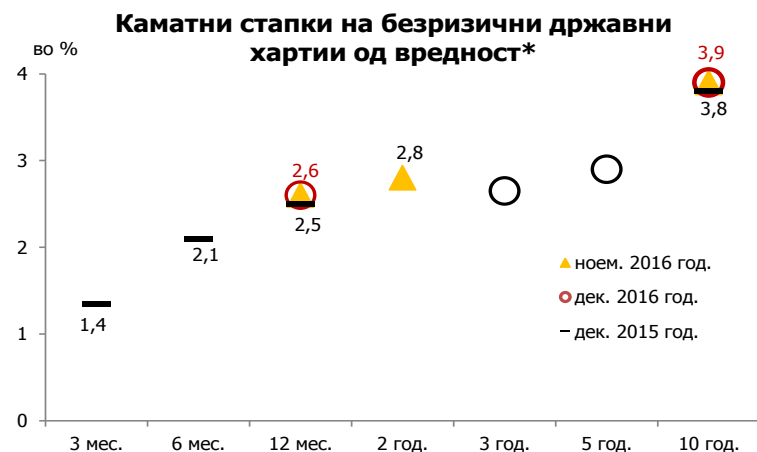 Каматни стапки на безризични државни
хартии од вредност*
во %
4
3
2
1
0
1,4
2,1
2,6
2,5
2,8
3,9
3,8
ноем. 2016 год.
дек. 2016 год.
дек. 2015 год.
3 мес.
6 мес.
12 мес.
2 год.
3 год.
5 год.
10 год.